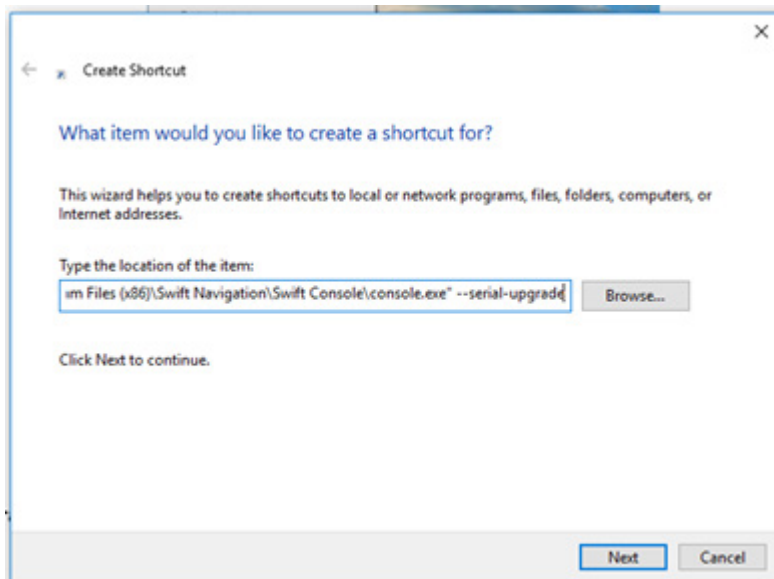 Create Shortcut
What item would you like to create a shortcut for?
This wizard helps you to create shortcuts to local or network programs, files, folders, computers, or
Internet addresses.
Type the location of the item:
ım Files (x86)\Swift Navigation\Swift Console\console.exe" --serial-upgrade
Browse...
Click Next to continue.
Next
Cancel